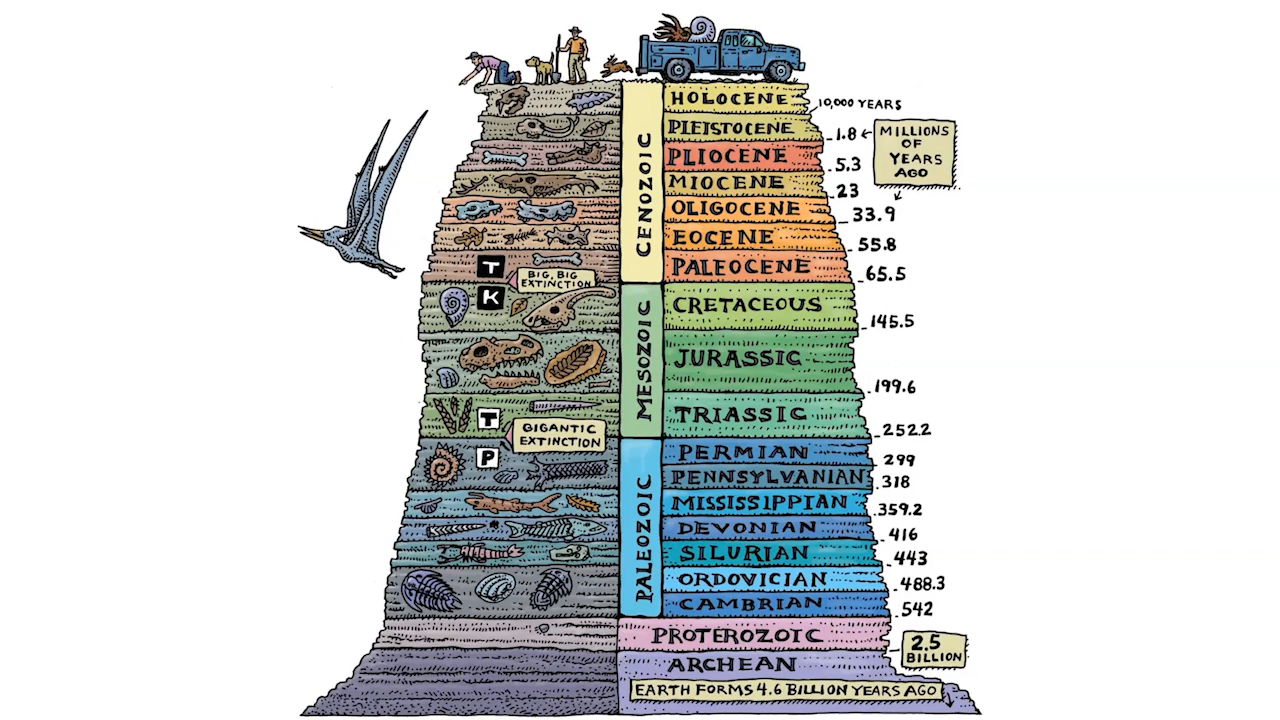 HOLOCENE
10,000 YEARS
PLEISTOCENE
1.8
MILLIONS
OF
YEARS
AGO
PLIOCENE
5.3
MIOCENE
23
OLIGOCENE
33.9
EOCENE
55.8
PALEOCENE
65.5
CENOZOIC
T
BIG, BIG
EXTINCTION
K
CRETACEOUS
145.5
JURASSIC
199.6
TRIASSIC
252.2
MESOZOIC
T
GIGANTIC
EXTINCTION
P
PERMIAN
299
PENNSYLVANIAN
318
MISSISSIPPIAN
359.2
DEVONIAN
416
SILURIAN
443
ORDOVICIAN
488.3
CAMBRIAN
542
PALEOZOIC
PROTEROZOIC
2.5
BILLION
ARCHEAN
EARTH FORMS 4.6 BILLION YEARS AGO